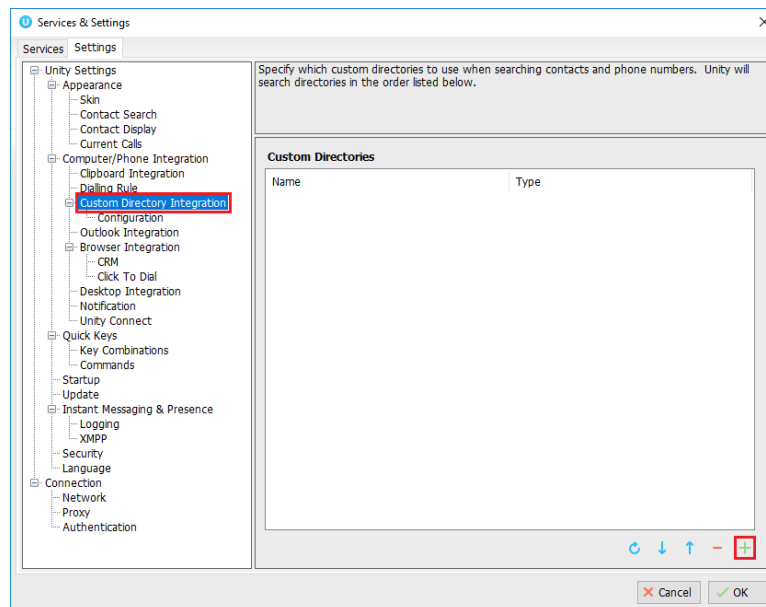 Services & Settings
Services Settings
Unity Settings
Appearance
Skin
Contact Search
Contact Display
Current Calls
Computer/Phone Integration
Clipboard Integration
Dialling Rule
Custom Directory Integration
Configuration
Outlook Integration
Browser Integration
CRM
Click To Dial
Desktop Integration
Notification
Unity Connect
Quick Keys
Key Combinations
Commands
Startup
Update
Instant Messaging & Presence
Logging
XMPP
Security
Language
Connection
Network
Proxy
Authentication
Specify which custom directories to use when searching contacts and phone numbers. Unity will
search directories in the order listed below.
Custom Directories
Name Type
Cancel OK